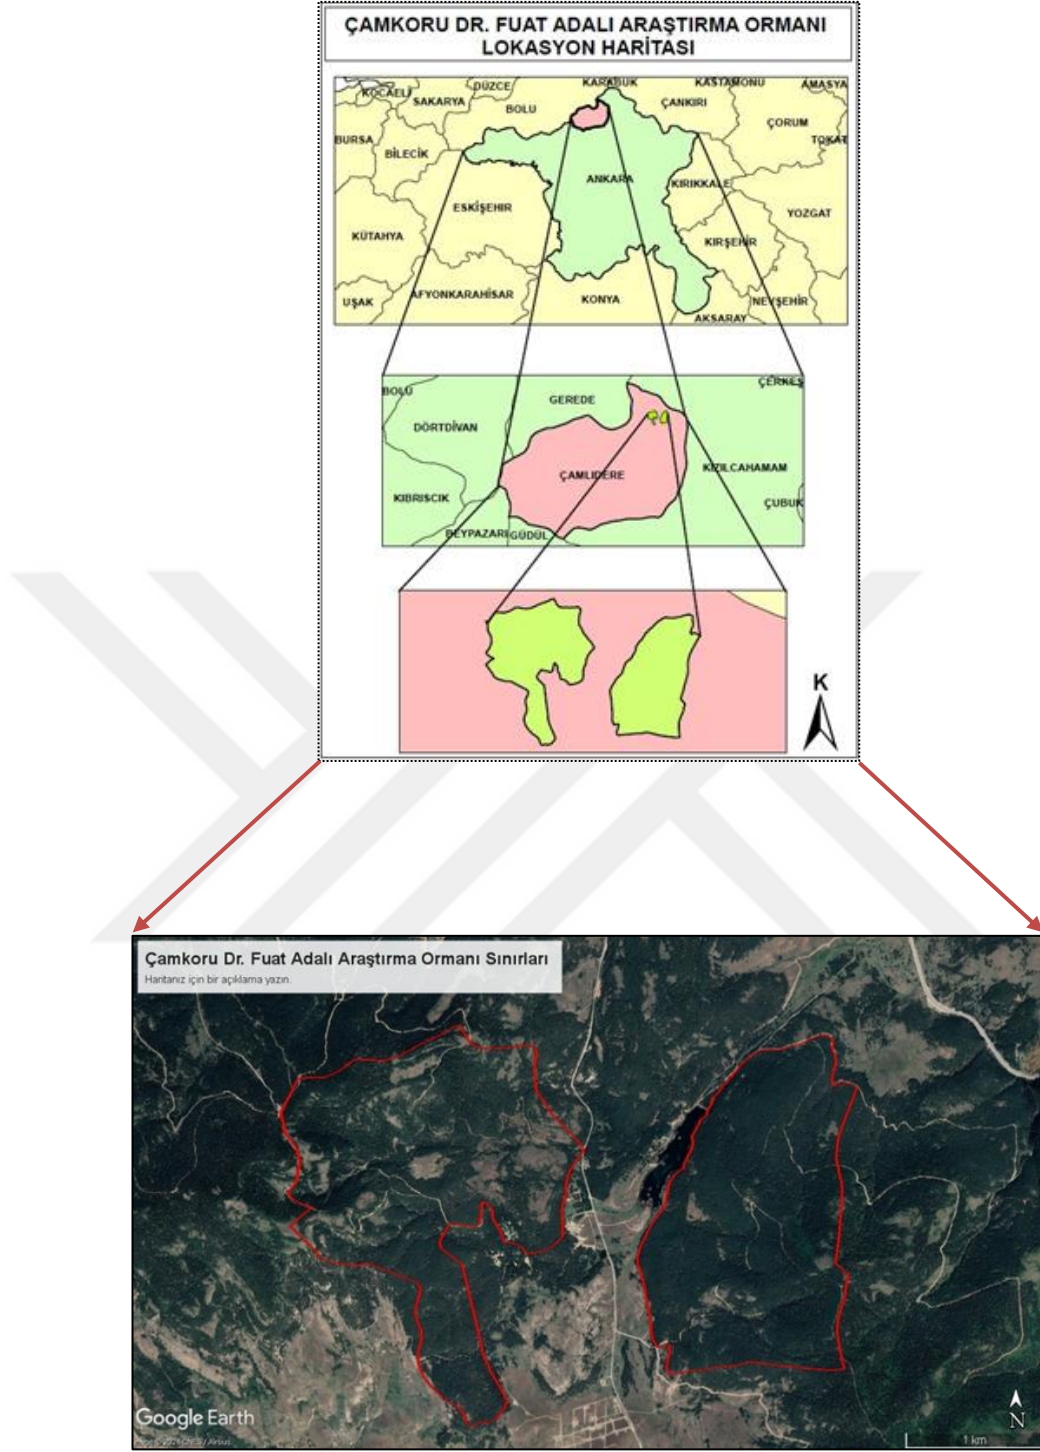 ÇAMKORU DR. FUAT ADALI ARAŞTIRMA ORMANI
LOKASYON HARİTASI
KOCAELİ
SAKARYA
DÜZCE
BOLU
KARABÜK
ÇANKIRI
KASTAMONU
AMASYA
ÇORUM
TOKAT
BURSA
BİLECİK
ANKARA
KIRIKKALE
YOZGAT
ESKİŞEHİR
KÜTAHYA
KIRŞEHİR
UŞAK
AFYONKARAHİSAR
KONYA
NEVŞEHİR
AKSARAY
BOLU
GEREDE
ÇERKEŞ
DÖRTDİVAN
ÇAMLIDERE
KIZILCAHAMAM
KIBRISCIK
ÇUBUK
BEYPAZARI
GÜDÜL
K
Çamkoru Dr. Fuat Adalı Araştırma Ormanı Sınırları
Haritanız için bir açıklama yazın.
Google Earth
N
1 km